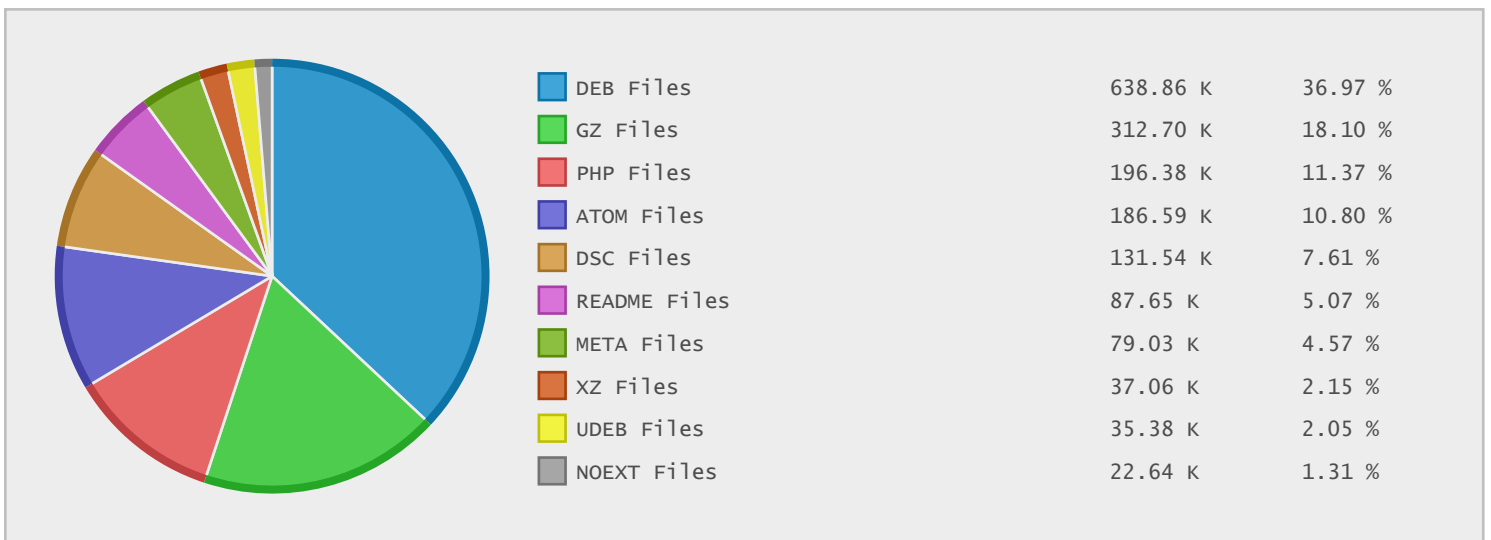 DEB Files 638.86 K 36.97 %
GZ Files 312.70 K 18.10 %
PHP Files 196.38 K 11.37 %
ATOM Files 186.59 K 10.80 %
DSC Files 131.54 K 7.61 %
README Files 87.65 K 5.07 %
META Files 79.03 K 4.57 %
XZ Files 37.06 K 2.15 %
UDEB Files 35.38 K 2.05 %
NOEXT Files 22.64 K 1.31 %